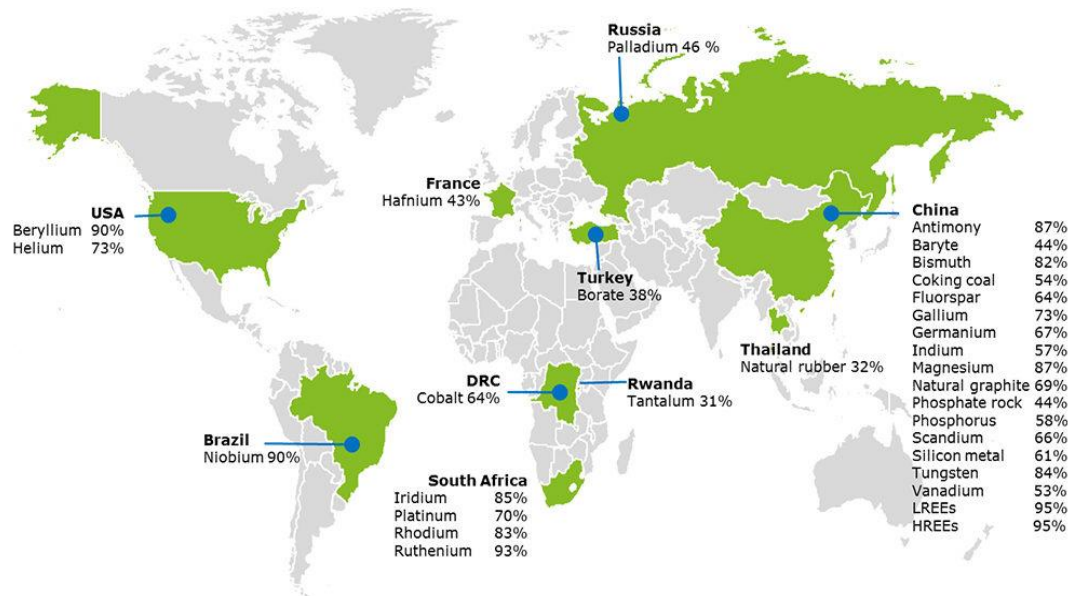 Russia
Palladium 46 %
France
Hafnium 43%
USA
Beryllium 90%
Helium 73%
China
Antimony 87%
Baryte 44%
Bismuth 82%
Coking coal 54%
Fluorspar 64%
Gallium 73%
Germanium 67%
Indium 57%
Magnesium 87%
Natural graphite 69%
Phosphate rock 44%
Phosphorus 58%
Scandium 66%
Silicon metal 61%
Tungsten 84%
Vanadium 53%
LREEs 95%
HREEs 95%
Turkey
Borate 38%
Thailand
Natural rubber 32%
DRC
Cobalt 64%
Rwanda
Tantalum 31%
Brazil
Niobium 90%
South Africa
Iridium 85%
Platinum 70%
Rhodium 83%
Ruthenium 93%